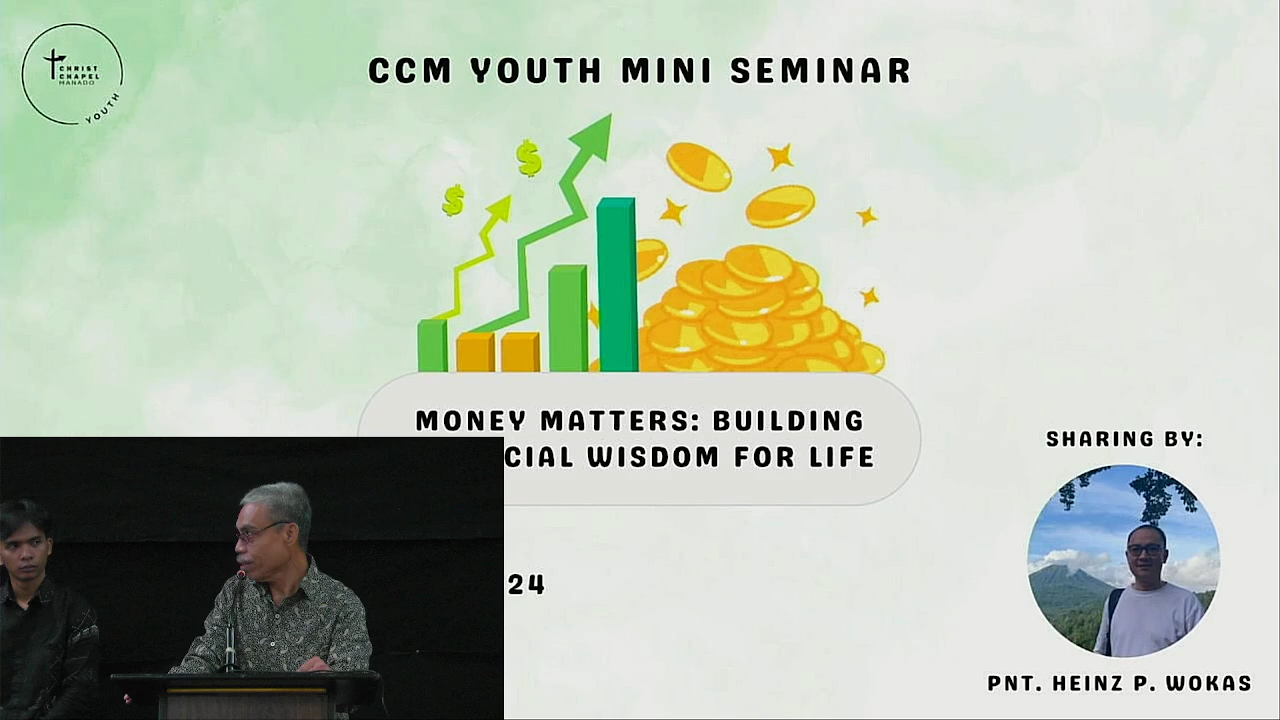 CHRIST
CHAPEL
MANADO
YOUTH
CCM YOUTH MINI SEMINAR
$
$
MONEY MATTERS: BUILDING
CIAL WISDOM FOR LIFE
SHARING BY:
24
PNT. HEINZ P. WOKAS